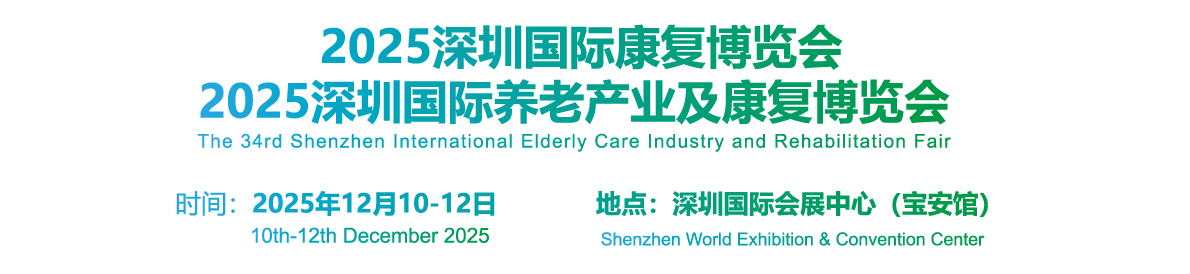 2025深圳国际康复博览会
2025深圳国际养老产业及康复博览会
The 34rd Shenzhen International Elderly Care Industry and Rehabilitation Fair
时间：2025年12月10-12日
10th-12th December 2025
地点：深圳国际会展中心（宝安馆）
Shenzhen World Exhibition & Convention Center